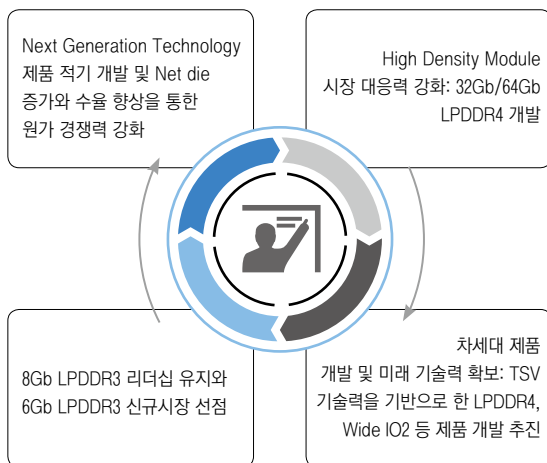 Next Generation Technology
제품 적기 개발 및 Net die
증가와 수율 향상을 통한
원가 경쟁력 강화
High Density Module
시장 대응력 강화: 32Gb/64Gb
LPDDR4 개발
8Gb LPDDR3 리더십 유지와
6Gb LPDDR3 신규시장 선점
차세대 제품
개발 및 미래 기술력 확보: TSV
기술력을 기반으로 한 LPDDR4,
Wide IO2 등 제품 개발 추진